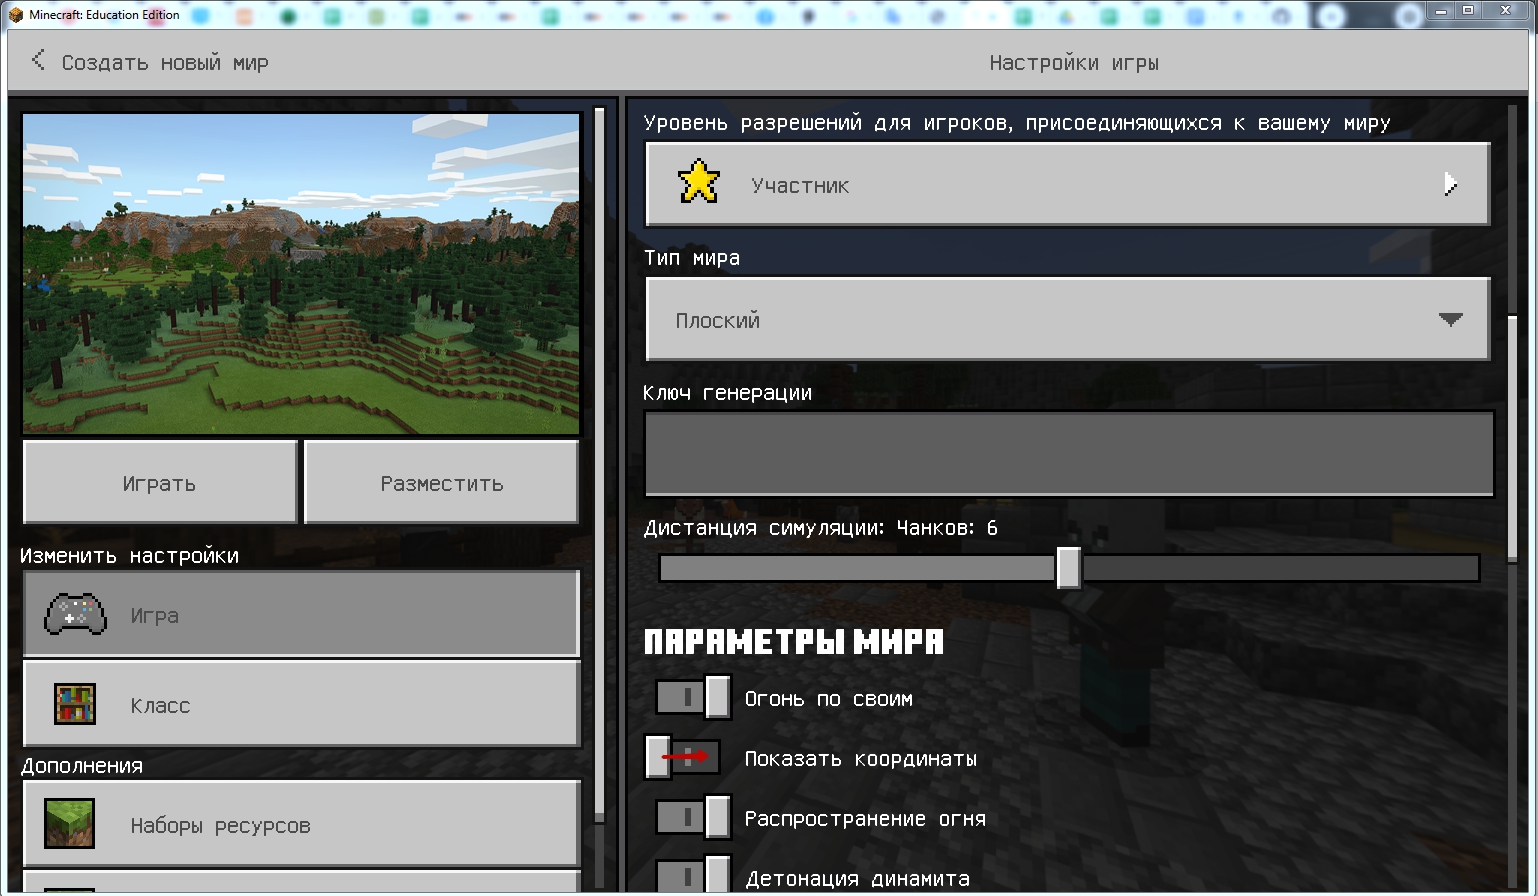 Minecraft: Education Edition
Создать новый мир
Настройки игры
Играть
Разместить
Изменить настройки
Игра
Класс
Дополнения
Наборы ресурсов
Уровень разрешений для игроков, присоединяющихся к вашему миру
Участник
Тип мира
Плоский
Ключ генерации
Дистанция симуляции: Чанков: 6
ПАРАМЕТРЫ МИРА
Огонь по своим
Показать координаты
Распространение огня
Детонация динамита